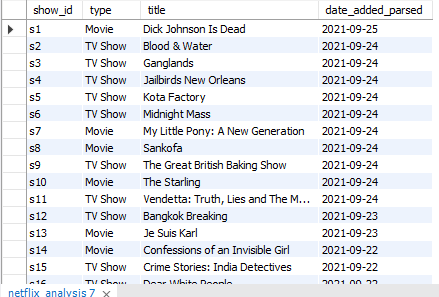 show_id type title date_added_parsed
s1 Movie Dick Johnson Is Dead 2021-09-25
s2 TV Show Blood & Water 2021-09-24
s3 TV Show Ganglands 2021-09-24
s4 TV Show Jailbirds New Orleans 2021-09-24
s5 TV Show Kota Factory 2021-09-24
s6 TV Show Midnight Mass 2021-09-24
s7 Movie My Little Pony: A New Generation 2021-09-24
s8 Movie Sankofa 2021-09-24
s9 TV Show The Great British Baking Show 2021-09-24
s10 Movie The Starling 2021-09-24
s11 TV Show Vendetta: Truth, Lies and The M... 2021-09-24
s12 TV Show Bangkok Breaking 2021-09-23
s13 Movie Je Suis Karl 2021-09-23
s14 Movie Confessions of an Invisible Girl 2021-09-22
s15 TV Show Crime Stories: India Detectives 2021-09-22
s16 TV Show Dear White People 2021-09-22
netflix_analysis 7